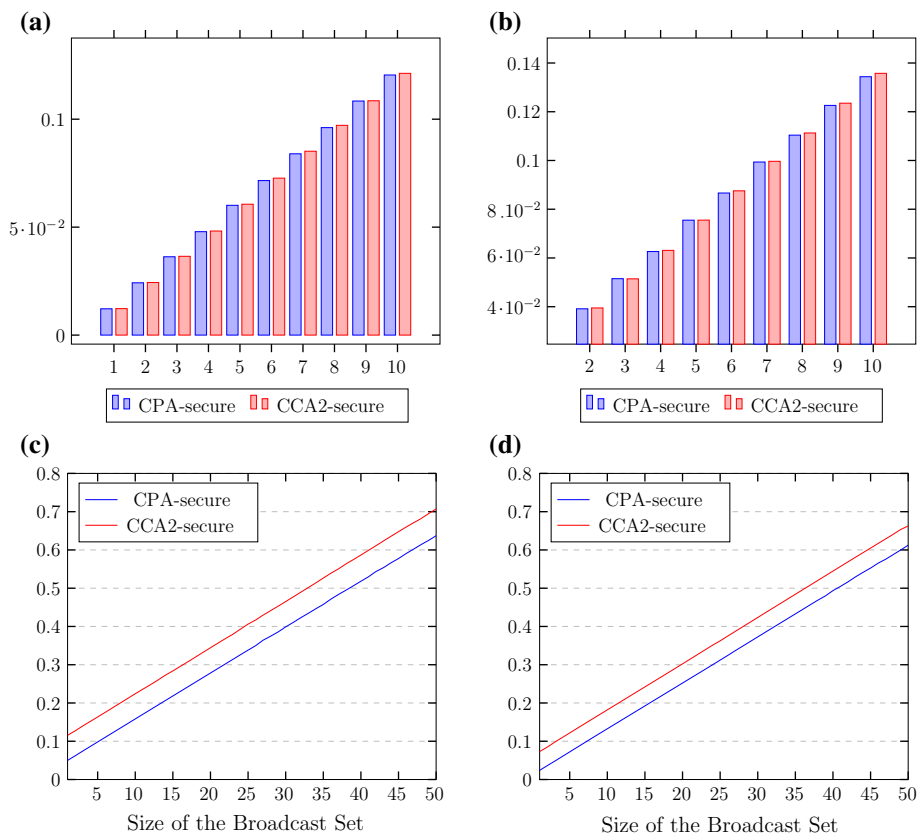 (a)
0.1
5·10⁻²
0
1 2 3 4 5 6 7 8 9 10
CPA-secure CCA2-secure
(b)
0.14
0.12
0.1
8·10⁻²
6·10⁻²
4·10⁻²
2 3 4 5 6 7 8 9 10
CPA-secure CCA2-secure
(c)
0.8
0.7
0.6
0.5
0.4
0.3
0.2
0.1
0
CPA-secure
CCA2-secure
5 10 15 20 25 30 35 40 45 50
Size of the Broadcast Set
(d)
0.8
0.7
0.6
0.5
0.4
0.3
0.2
0.1
0
CPA-secure
CCA2-secure
5 10 15 20 25 30 35 40 45 50
Size of the Broadcast Set